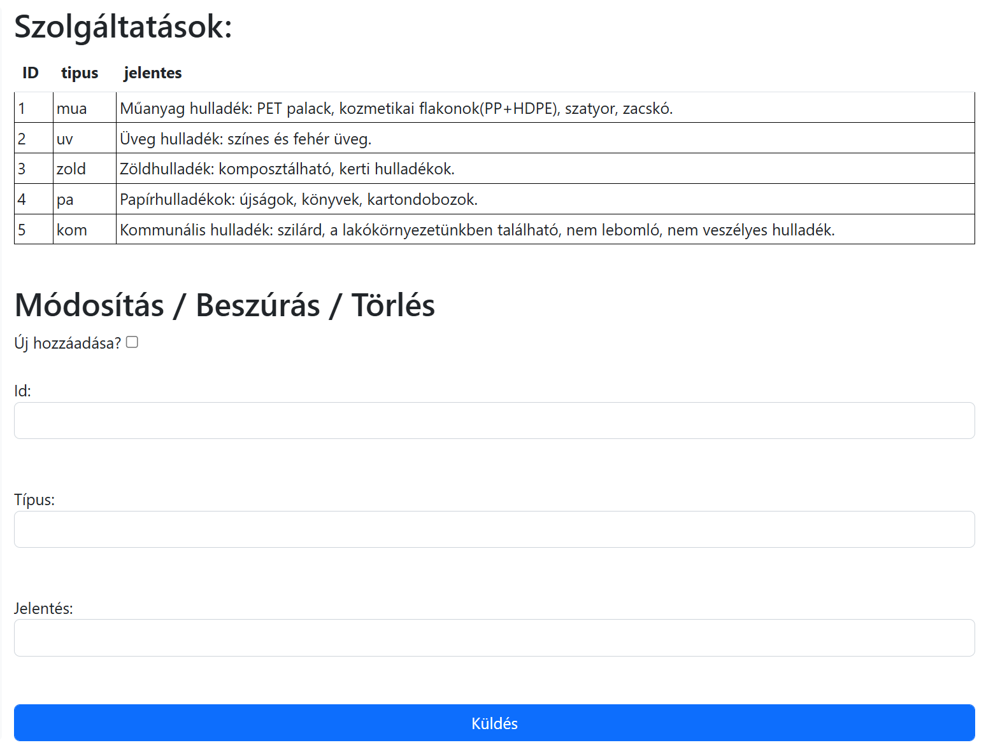 Szolgáltatások:
ID tipus jelentes
1 mua Műanyag hulladék: PET palack, kozmetikai flakonok(PP+HDPE), szatyor, zacskó.
2 uv Üveg hulladék: színes és fehér üveg.
3 zold Zöldhulladék: komposztálható, kerti hulladékok.
4 pa Papírhulladékok: újságok, könyvek, kartondobozok.
5 kom Kommunális hulladék: szilárd, a lakókörnyezetünkben található, nem lebomló, nem veszélyes hulladék.
Módosítás / Beszúrás / Törlés
Új hozzáadása?
Id:
Típus:
Jelentés:
Küldés